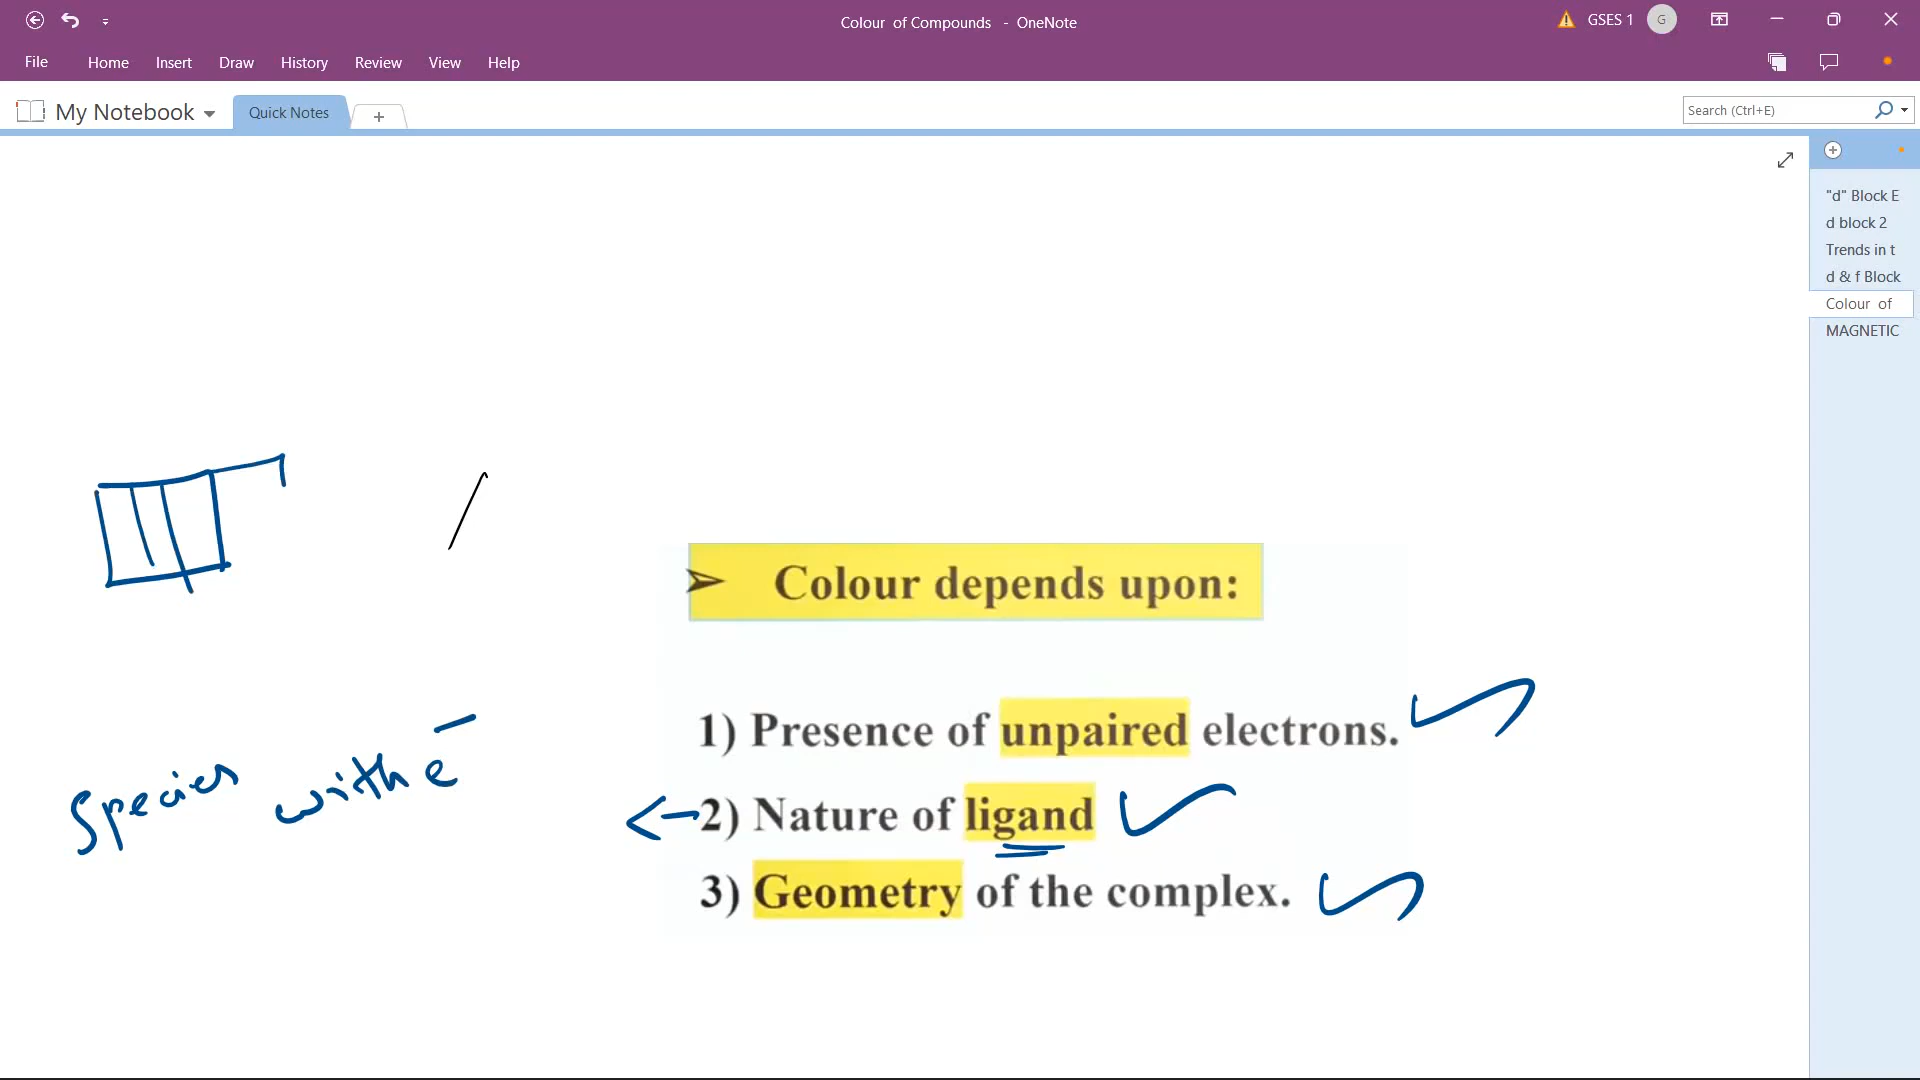 Colour of Compounds - OneNote
GSES 1
G
File Home Insert Draw History Review View Help
My Notebook
Quick Notes
+
Search (Ctrl+E)
"d" Block E
d block 2
Trends in t
d & f Block
Colour of
MAGNETIC
➢ Colour depends upon:
1) Presence of unpaired electrons.
Species with e⁻
2) Nature of ligand
3) Geometry of the complex.